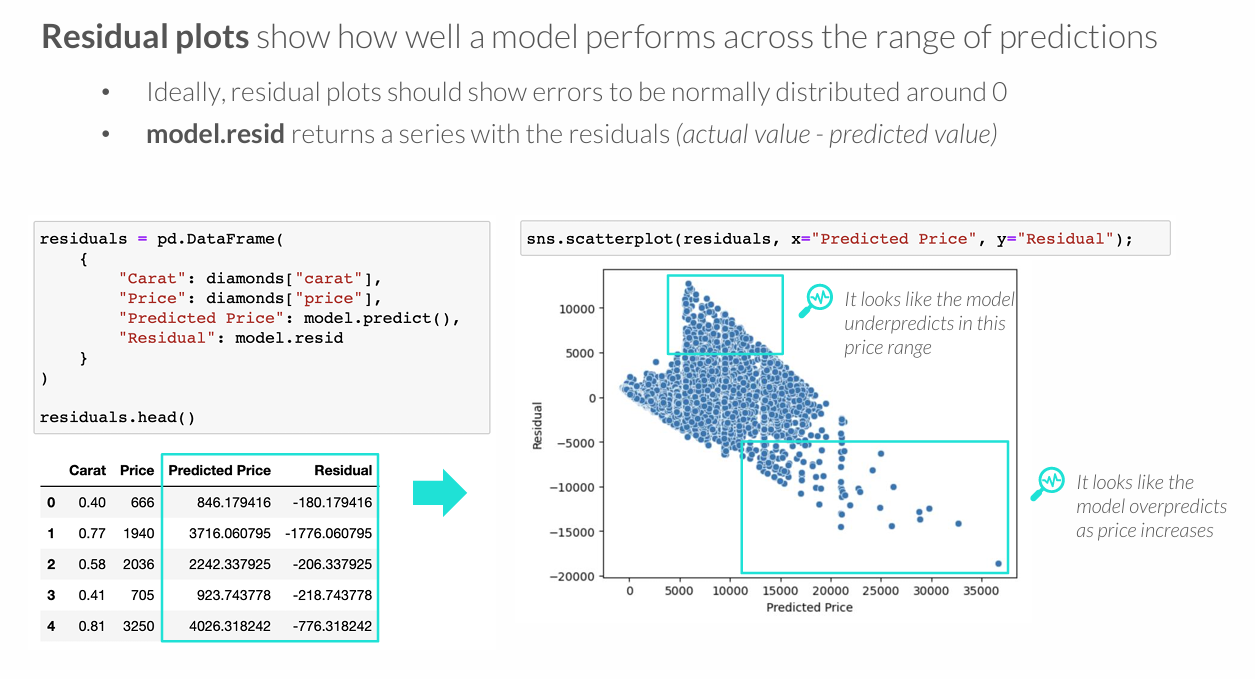 Residual plots show how well a model performs across the range of predictions
• Ideally, residual plots should show errors to be normally distributed around 0
• model.resid returns a series with the residuals (actual value - predicted value)
residuals = pd.DataFrame(
    {
        "Carat": diamonds["carat"],
        "Price": diamonds["price"],
        "Predicted Price": model.predict(),
        "Residual": model.resid
    }
)
residuals.head()
Carat Price Predicted Price Residual
0 0.40 666 846.179416 -180.179416
1 0.77 1940 3716.060795 -1776.060795
2 0.58 2036 2242.337925 -206.337925
3 0.41 705 923.743778 -218.743778
4 0.81 3250 4026.318242 -776.318242
sns.scatterplot(residuals, x="Predicted Price", y="Residual");
10000
5000
0
−5000
−10000
−15000
−20000
Residual
0 5000 10000 15000 20000 25000 30000 35000
Predicted Price
It looks like the model
underpredicts in this
price range
It looks like the
model overpredicts
as price increases